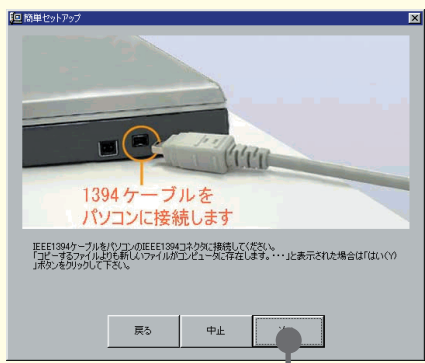 簡単セットアップ
1394 ケーブルを
パソコンに接続します
IEEE1394ケーブルをパソコンのIEEE1394コネクタに接続してください。
「コピーするファイルよりも新しいファイルがコンピュータに存在します。・・・」と表示された場合は「はい(Y)
」ボタンをクリックして下さい。
戻る
中止